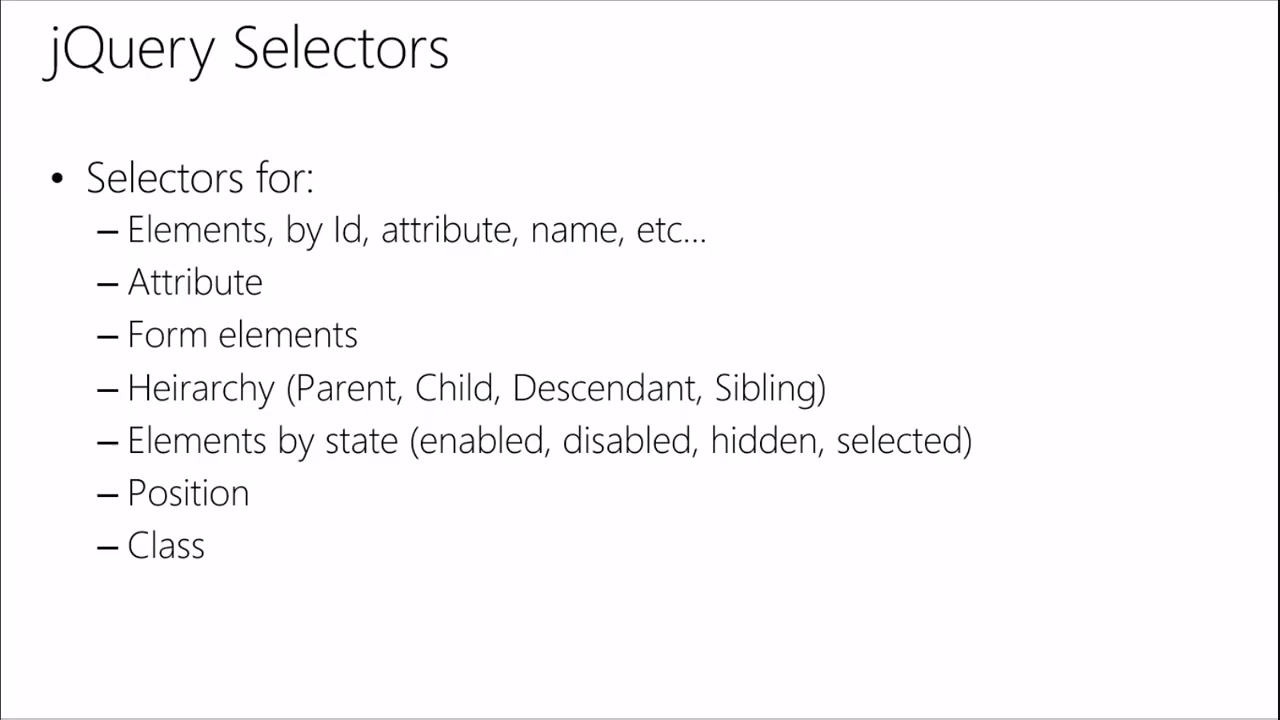 jQuery Selectors
• Selectors for:
– Elements, by Id, attribute, name, etc...
– Attribute
– Form elements
– Heirarchy (Parent, Child, Descendant, Sibling)
– Elements by state (enabled, disabled, hidden, selected)
– Position
– Class